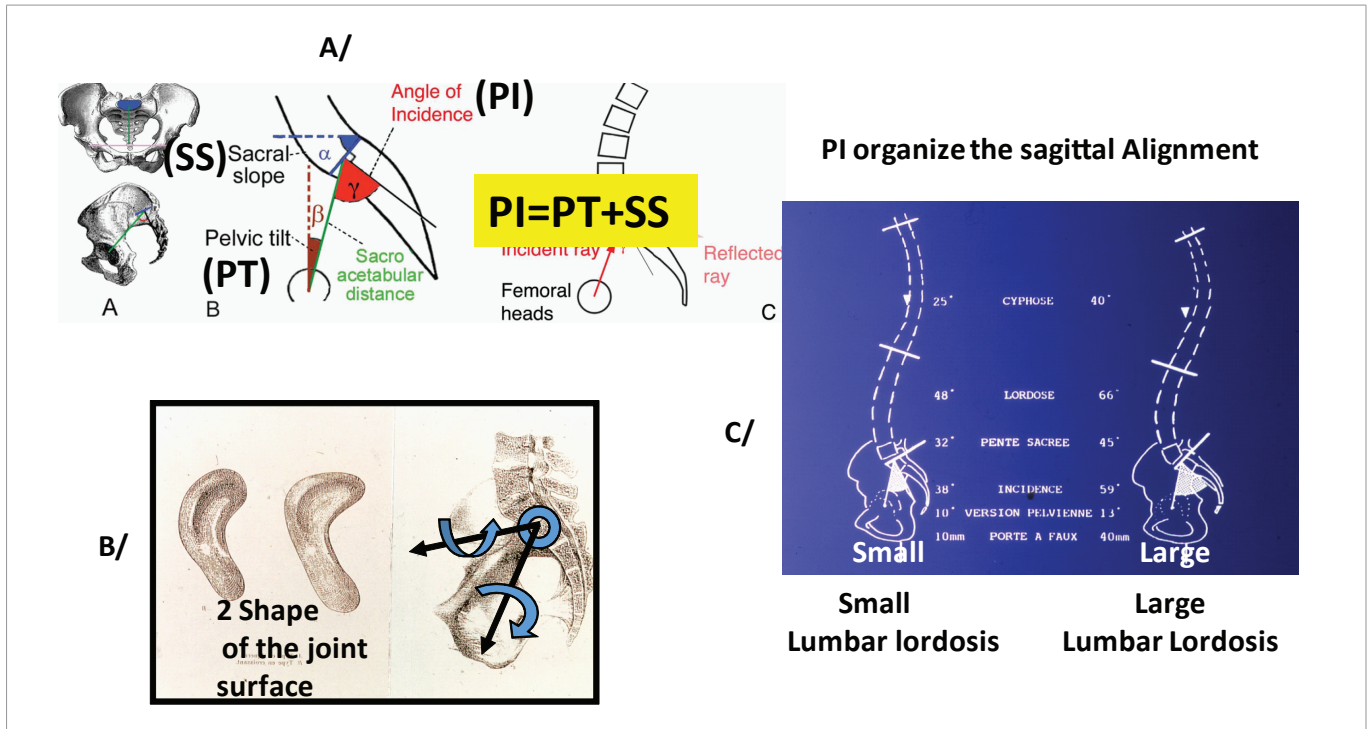 A/
Angle of
Incidence
(PI)
(SS)
Sacral
slope
α
γ
β
Pelvic tilt
(PT)
Sacro
acetabular
distance
A
B
PI=PT+SS
Incident ray
Reflected
ray
Femoral
heads
C
PI organize the sagittal Alignment
B/
2 Shape
of the joint
surface
C/
25° CYPHOSE 40°
48° LORDOSE 66°
32° PENTE SACREE 45°
38° INCIDENCE 59°
10° VERSION PELVIENNE 13°
10mm PORTE A FAUX 40mm
Small
Large
Small
Lumbar lordosis
Large
Lumbar Lordosis